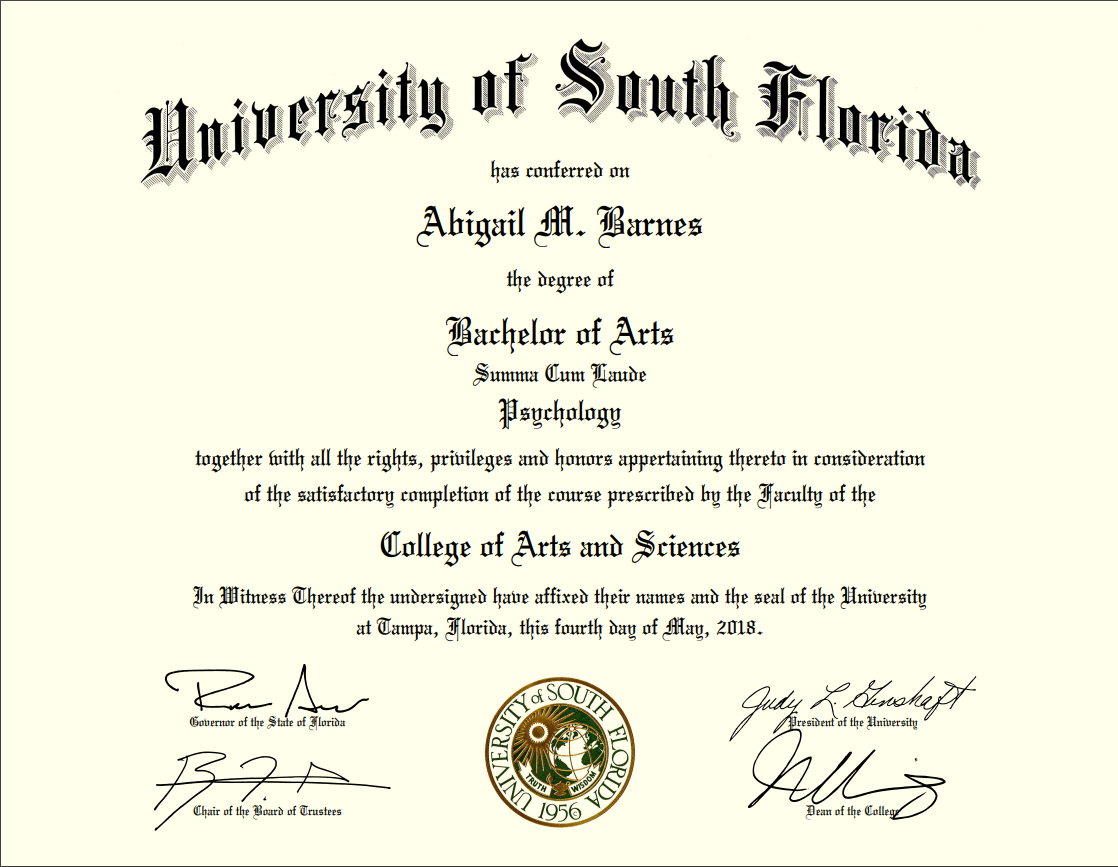 University of South Florida
has conferred on
Abigail M. Barnes
the degree of
Bachelor of Arts
Summa Cum Laude
Psychology
together with all the rights, privileges and honors appertaining thereto in consideration
of the satisfactory completion of the course prescribed by the Faculty of the
College of Arts and Sciences
In Witness Thereof the undersigned have affixed their names and the seal of the University
at Tampa, Florida, this fourth day of May, 2018.
Governor of the State of Florida
Judy L. Genshaft
President of the University
Chair of the Board of Trustees
Dean of the College
UNIVERSITY of SOUTH FLORIDA
TRUTH WISDOM
1956